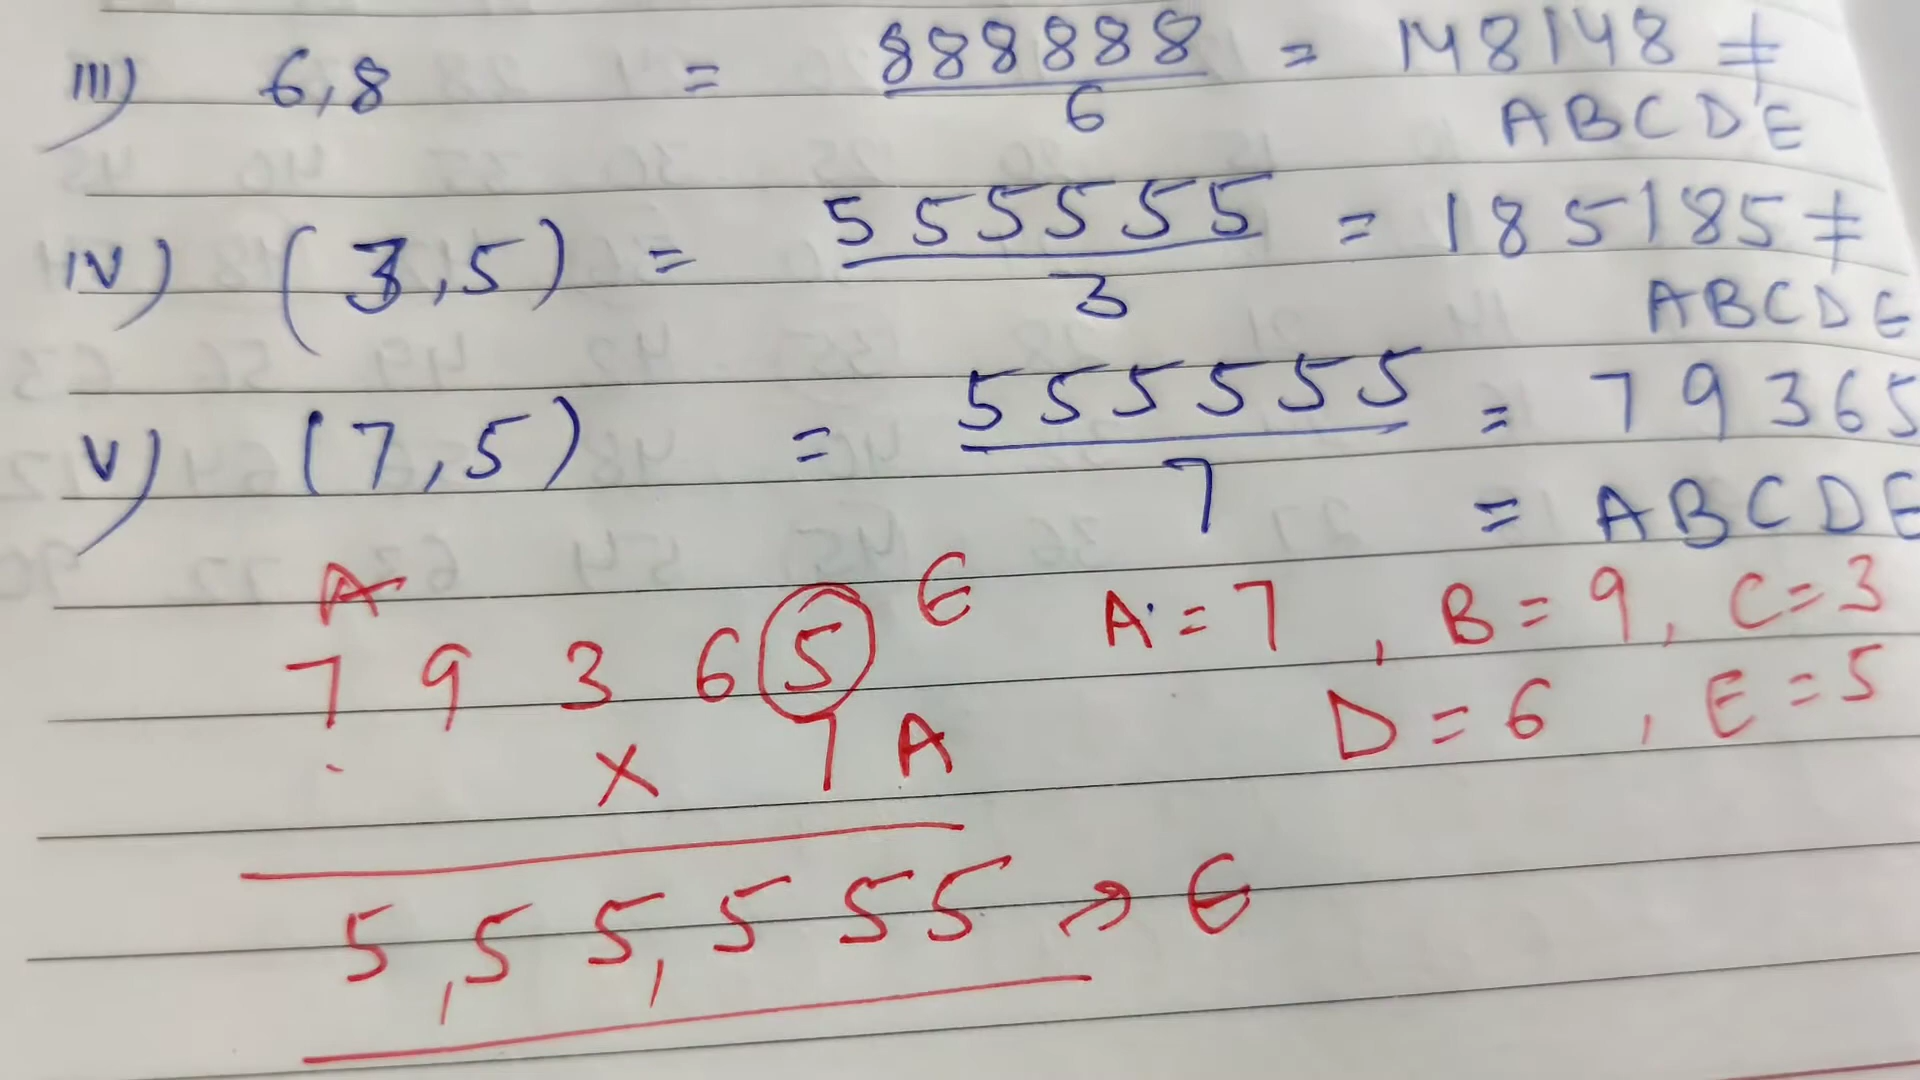 III) 6,8 = 888888/6 = 148148 ≠
ABCDE
IV) (3,5) = 555555/3 = 185185 ≠
ABCDE
V) (7,5) = 555555/7 = 79365
= ABCDE
A E A = 7, B = 9, C = 3
7 9 3 6 5 D = 6, E = 5
× 7 A
5,55,555 → E